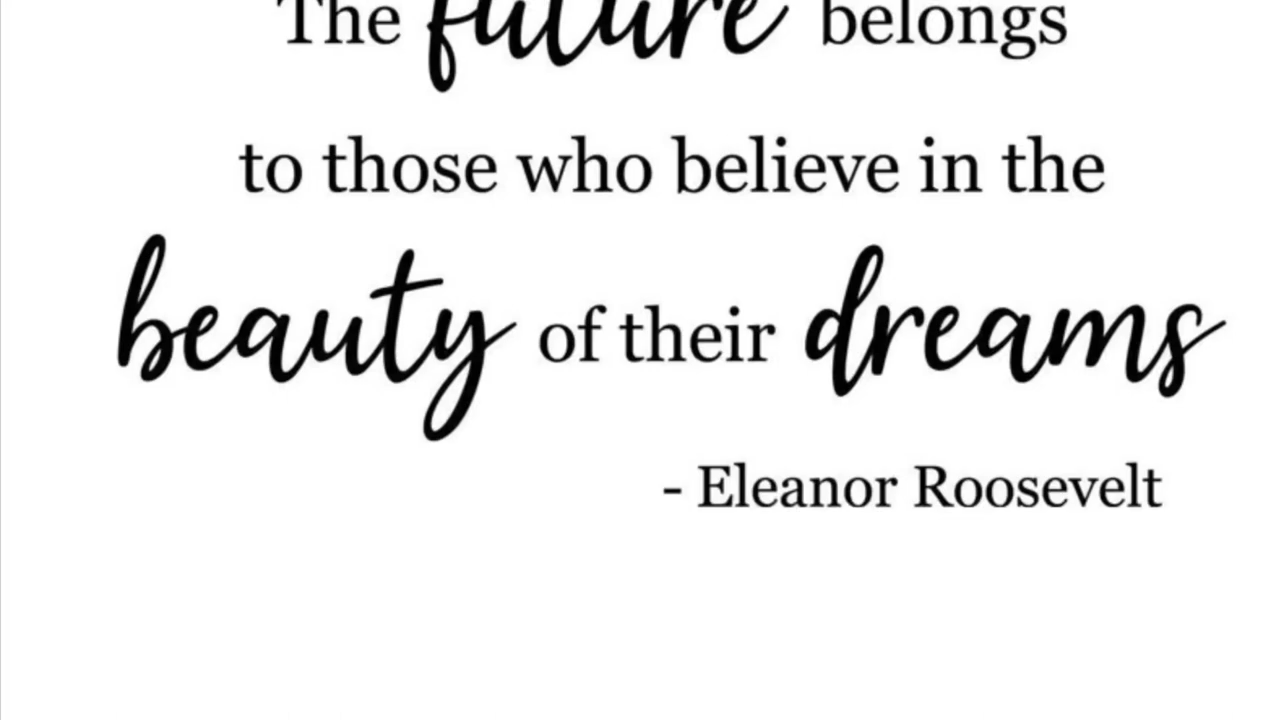 The future belongs
to those who believe in the
beauty of their dreams
- Eleanor Roosevelt